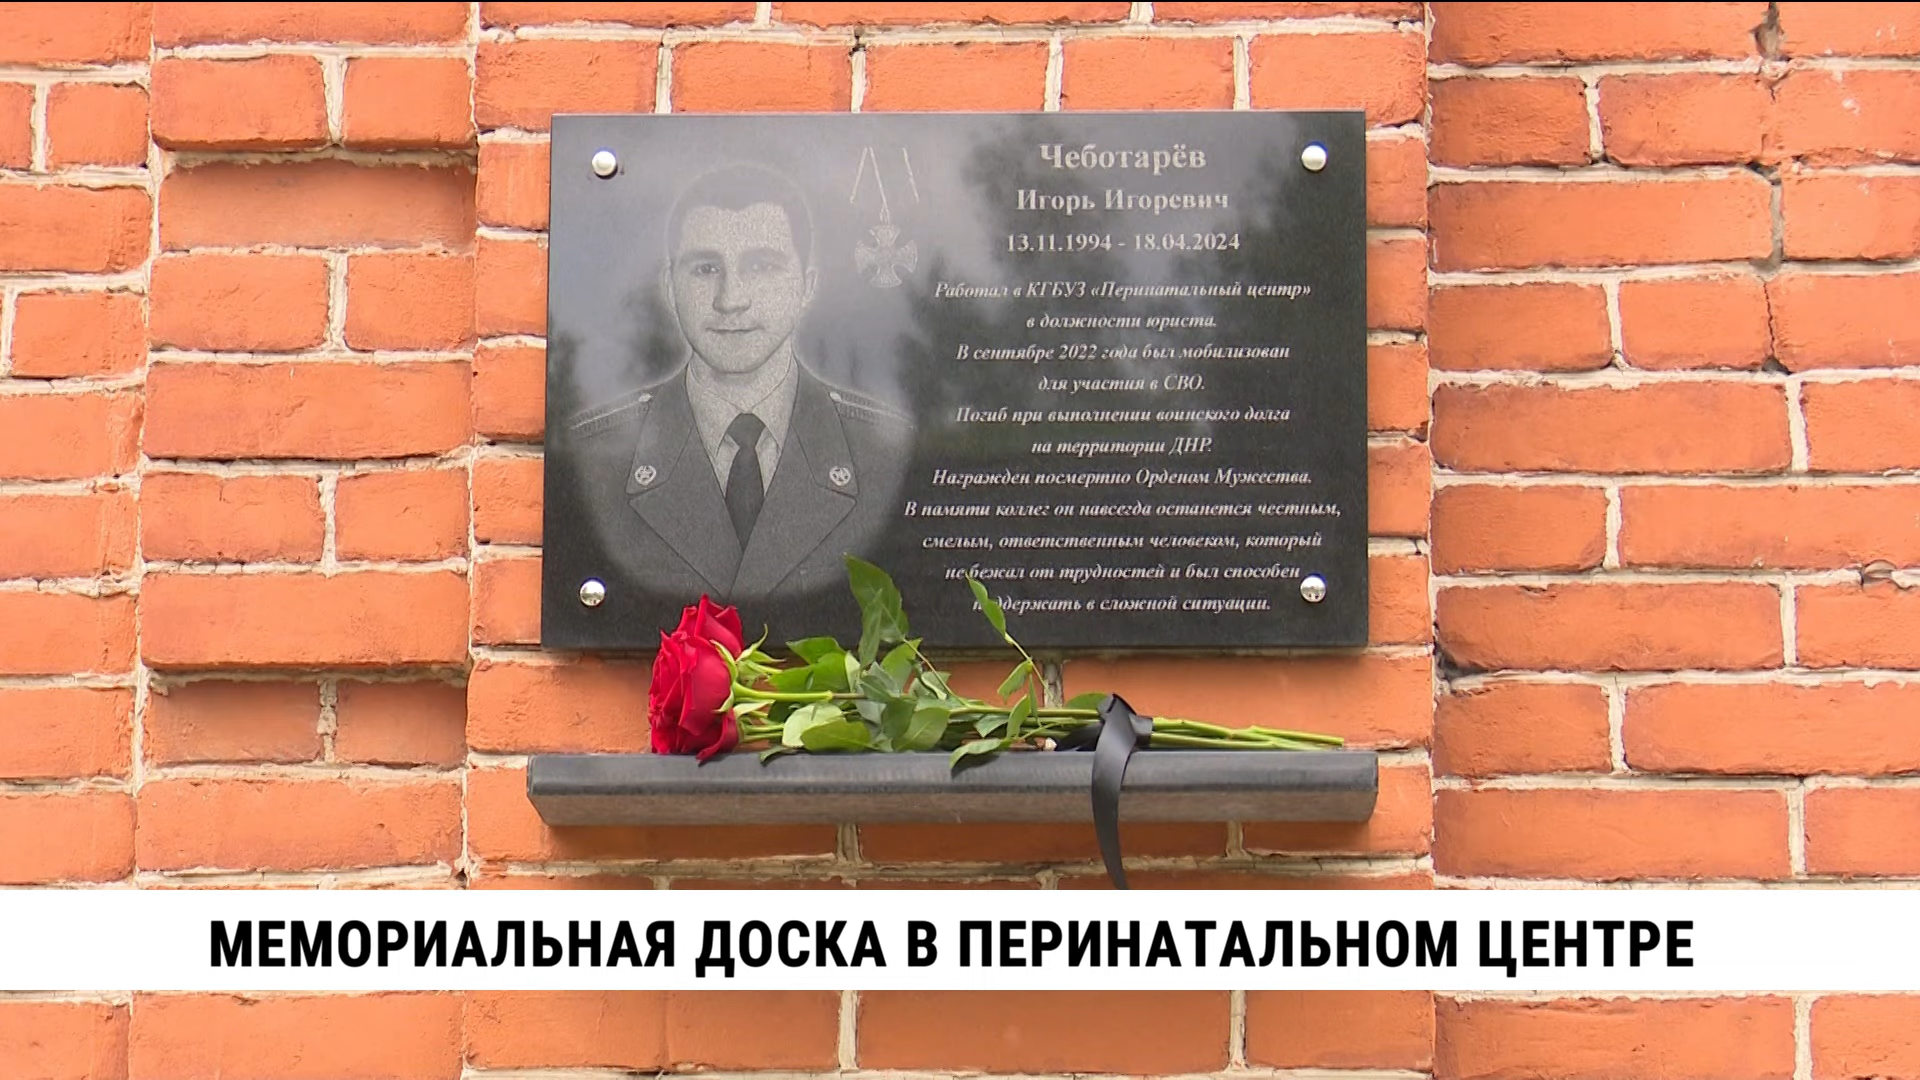 Чеботарёв
Игорь Игоревич
13.11.1994 - 18.04.2024
Работал в КГБУЗ «Перинатальный центр»
в должности юриста.
В сентябре 2022 года был мобилизован
для участия в СВО.
Погиб при выполнении воинского долга
на территории ДНР.
Награжден посмертно Орденом Мужества.
В памяти коллег он навсегда останется честным,
смелым, ответственным человеком, который
не бежал от трудностей и был способен
поддержать в сложной ситуации.
МЕМОРИАЛЬНАЯ ДОСКА В ПЕРИНАТАЛЬНОМ ЦЕНТРЕ